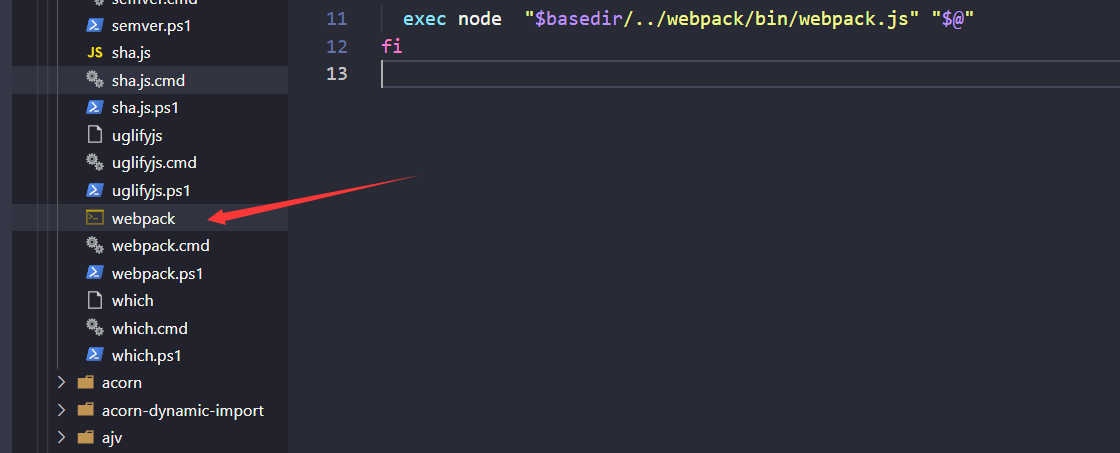 semver.cmd
semver.ps1
JS sha.js
sha.js.cmd
sha.js.ps1
uglifyjs
uglifyjs.cmd
uglifyjs.ps1
webpack
webpack.cmd
webpack.ps1
which
which.cmd
which.ps1
acorn
acorn-dynamic-import
ajv
11 exec node  "$basedir/../webpack/bin/webpack.js" "$@"
12 fi
13